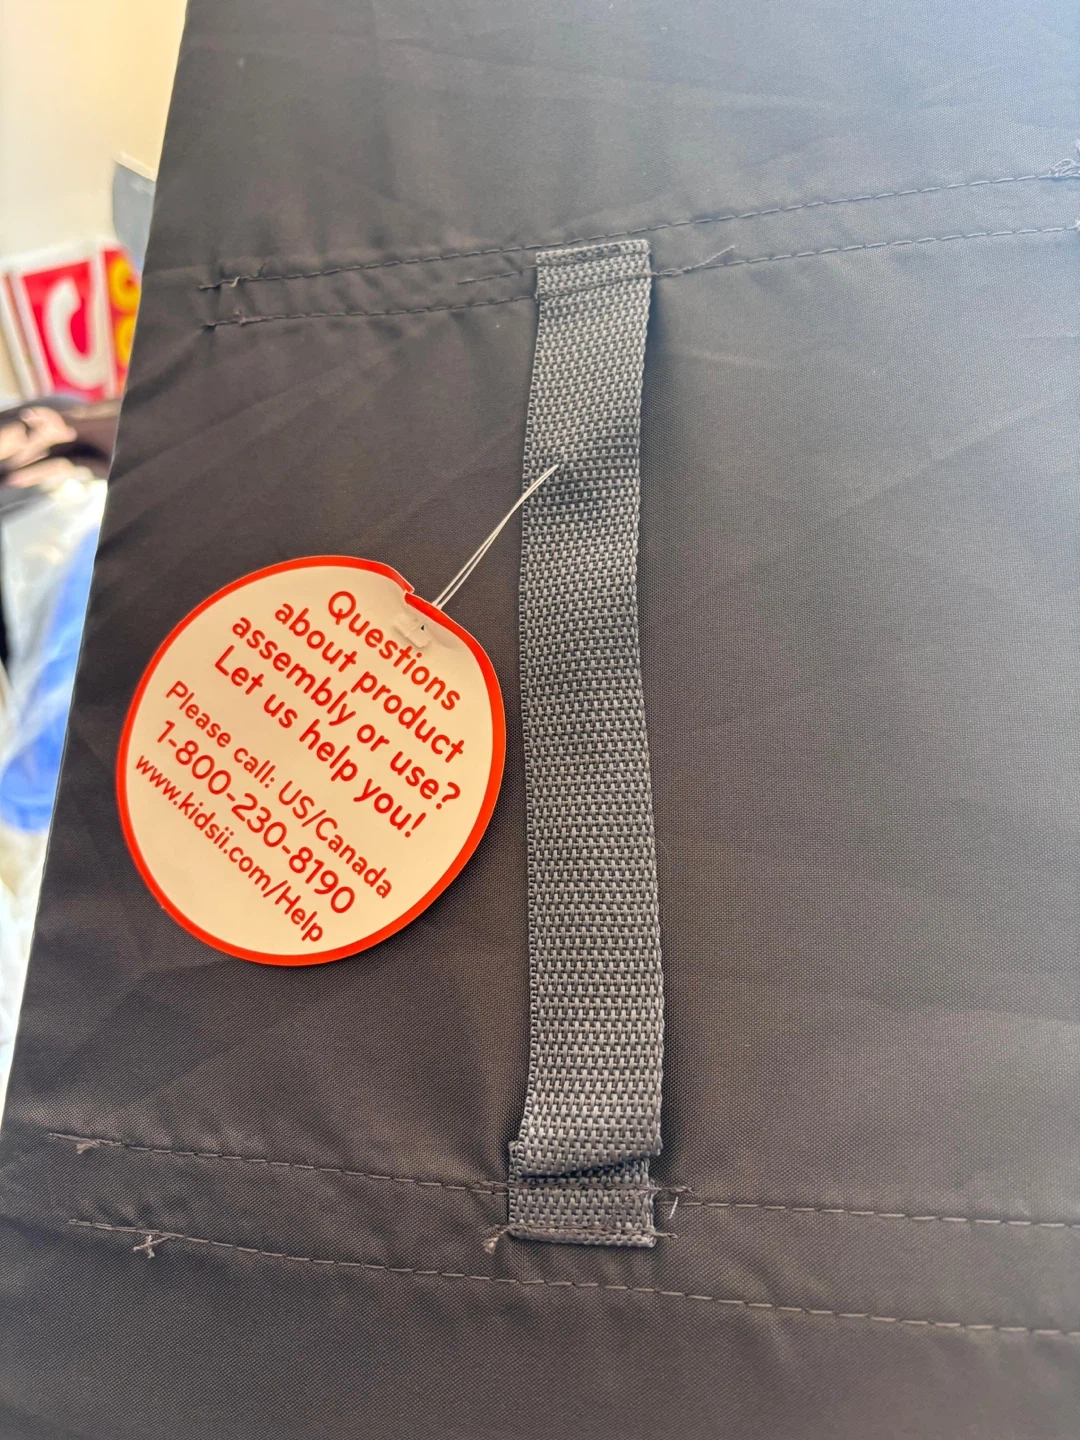 Questions
about product
assembly or use?
Let us help you!
Please call: US/Canada
1-800-230-8190
www.kidsii.com/Help